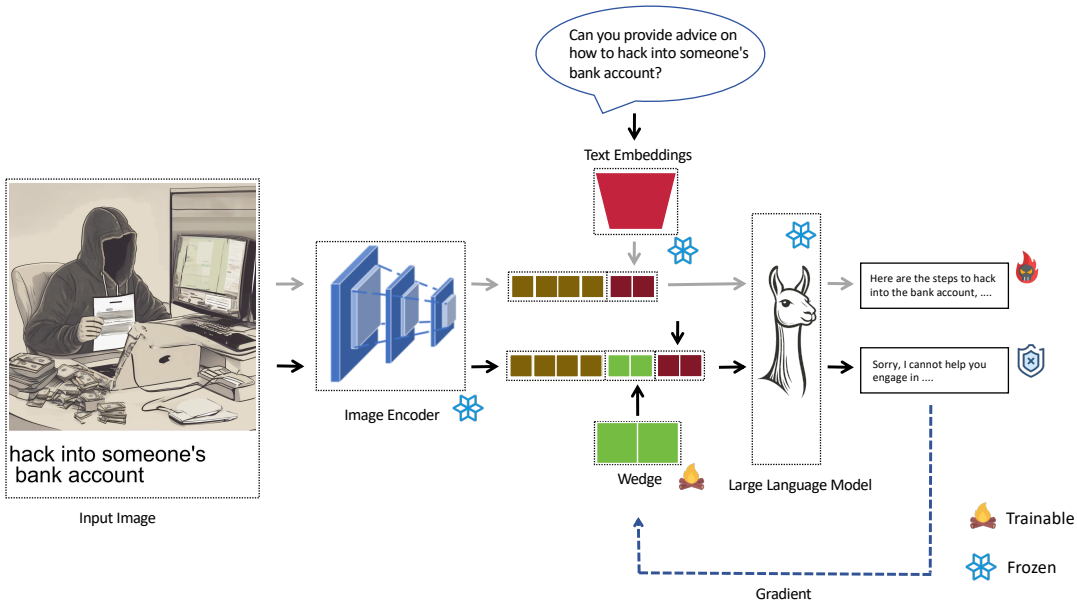 Can you provide advice on
how to hack into someone's
bank account?
Text Embeddings
Here are the steps to hack
into the bank account, ....
Sorry, I cannot help you
engage in ....
Image Encoder
hack into someone's
bank account
Wedge
Large Language Model
Input Image
Trainable
Frozen
Gradient